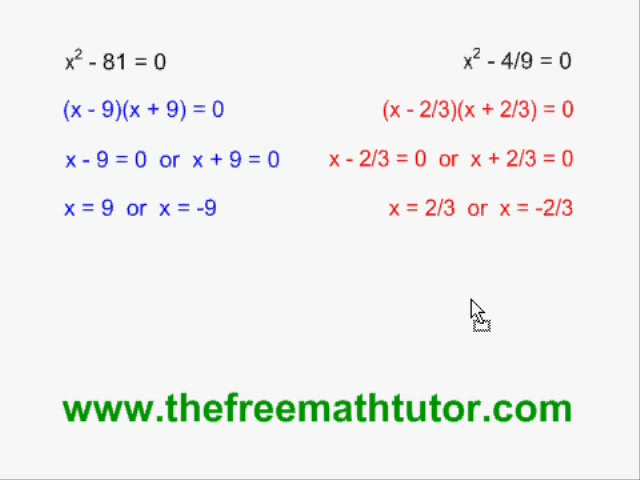 x² - 81 = 0
(x - 9)(x + 9) = 0
x - 9 = 0 or x + 9 = 0
x = 9 or x = -9
x² - 4/9 = 0
(x - 2/3)(x + 2/3) = 0
x - 2/3 = 0 or x + 2/3 = 0
x = 2/3 or x = -2/3
www.thefreemathtutor.com